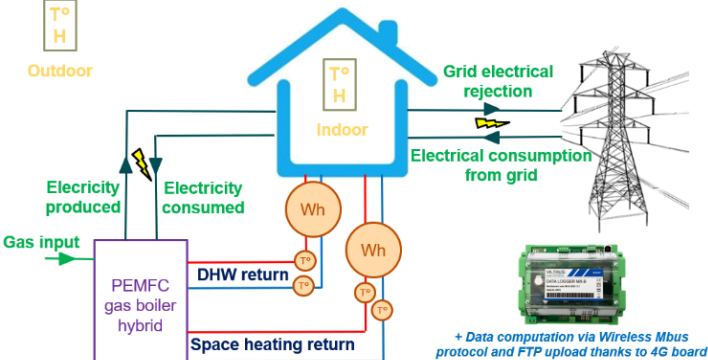 T°
H
Outdoor
T°
H
Indoor
Grid electrical
rejection
Electrical consumption
from grid
Elecricity
produced
Electricity
consumed
Gas input
PEMFC
gas boiler
hybrid
Wh
Wh
T°
T°
T°
T°
DHW return
Space heating return
DATA LOGGER
+ Data computation via Wireless Mbus
protocol and FTP upload thanks to 4G board